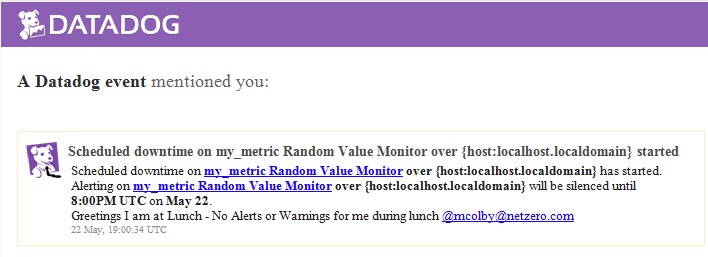 DATADOG
A Datadog event mentioned you:
Scheduled downtime on my_metric Random Value Monitor over {host:localhost.localdomain} started
Scheduled downtime on my_metric Random Value Monitor over {host:localhost.localdomain} has started.
Alerting on my_metric Random Value Monitor over {host:localhost.localdomain} will be silenced until
8:00PM UTC on May 22.
Greetings I am at Lunch - No Alerts or Warnings for me during lunch @mcolby@netzero.com
22 May, 19:00:34 UTC